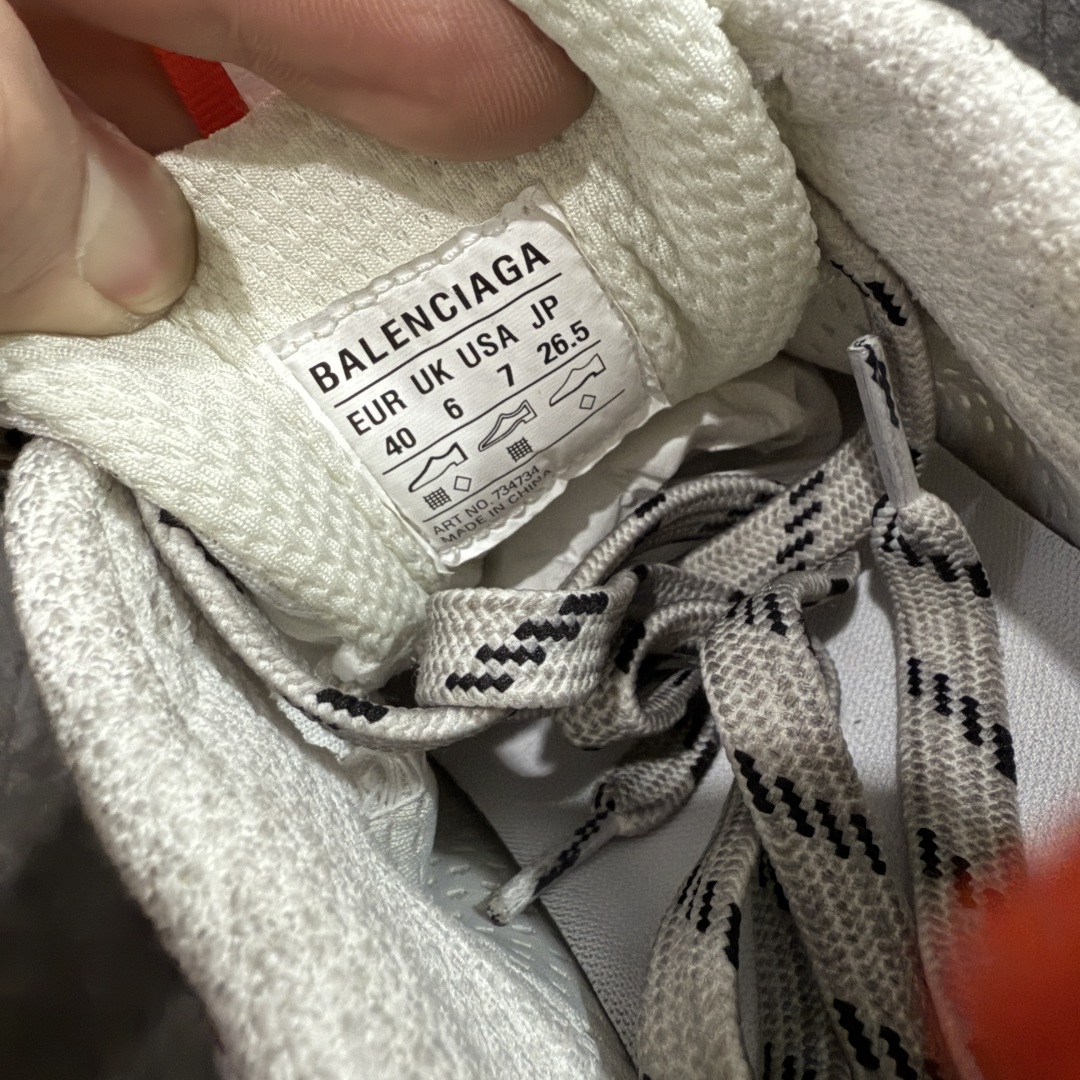 BALENCIAGA
EUR UK USA JP
40 6 7 26.5
ART NO. 734734
MADE IN CHINA